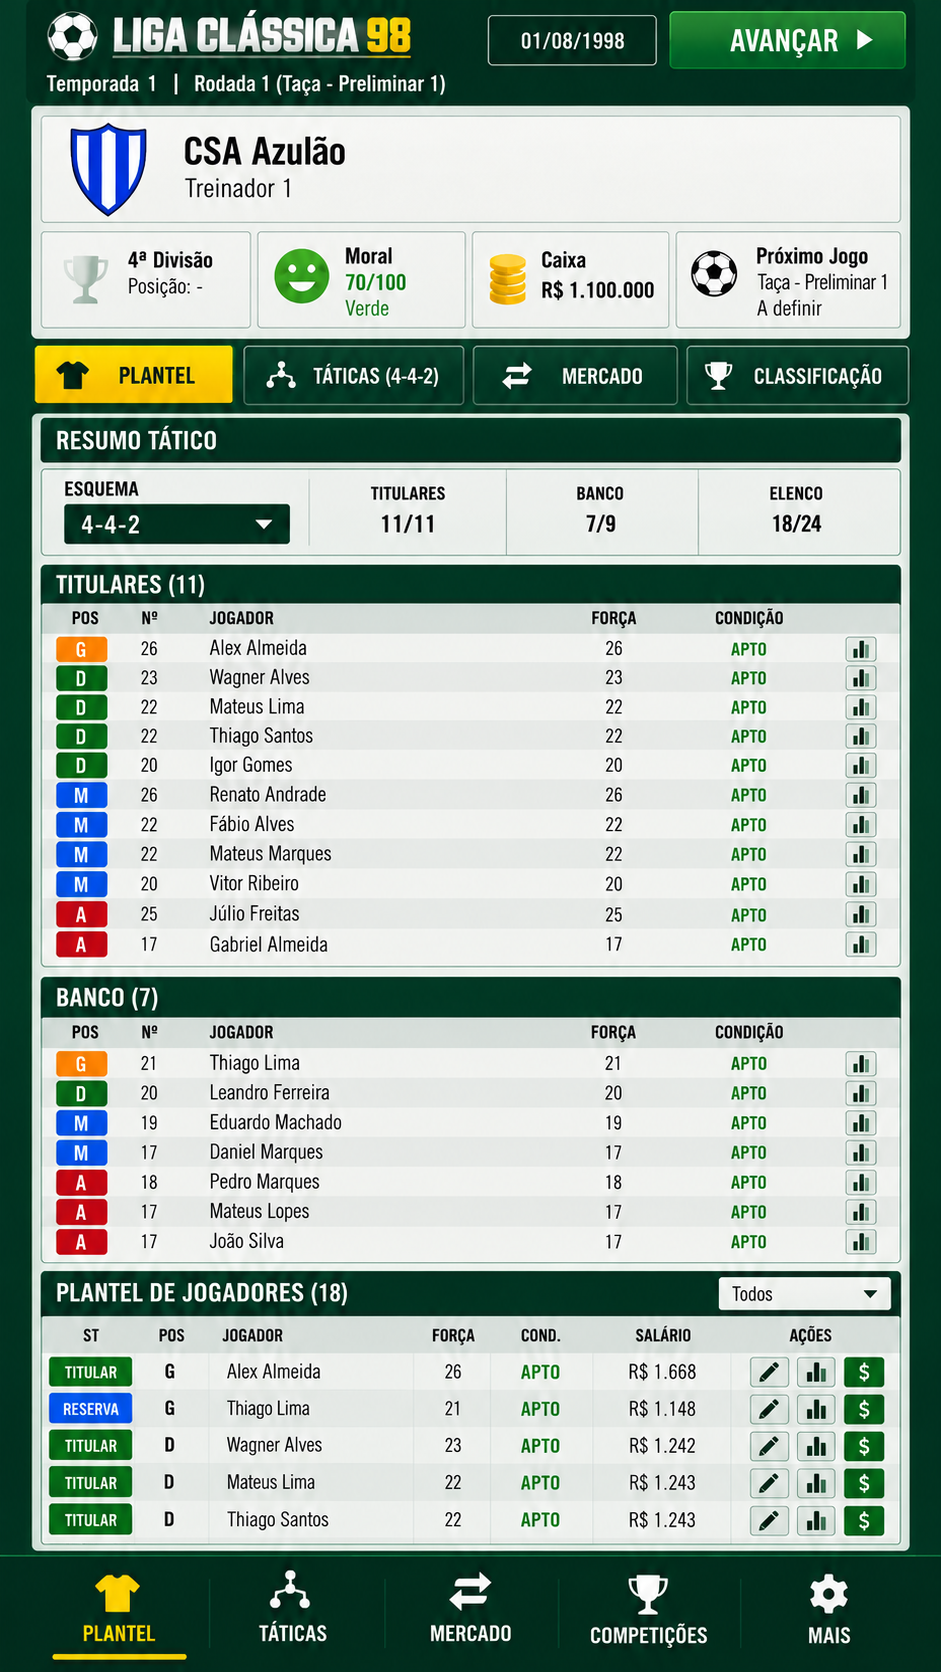 LIGA CLÁSSICA 98
01/08/1998
AVANÇAR
Temporada 1 | Rodada 1 (Taça - Preliminar 1)
CSA Azulão
Treinador 1
4ª Divisão
Posição: -
Moral
70/100
Verde
Caixa
R$ 1.100.000
Próximo Jogo
Taça - Preliminar 1
A definir
PLANTEL
TÁTICAS (4-4-2)
MERCADO
CLASSIFICAÇÃO
RESUMO TÁTICO
ESQUEMA
4-4-2
TITULARES
11/11
BANCO
7/9
ELENCO
18/24
TITULARES (11)
POS Nº JOGADOR FORÇA CONDIÇÃO
G 26 Alex Almeida 26 APTO
D 23 Wagner Alves 23 APTO
D 22 Mateus Lima 22 APTO
D 22 Thiago Santos 22 APTO
D 20 Igor Gomes 20 APTO
M 26 Renato Andrade 26 APTO
M 22 Fábio Alves 22 APTO
M 22 Mateus Marques 22 APTO
M 20 Vitor Ribeiro 20 APTO
A 25 Júlio Freitas 25 APTO
A 17 Gabriel Almeida 17 APTO
BANCO (7)
POS Nº JOGADOR FORÇA CONDIÇÃO
G 21 Thiago Lima 21 APTO
D 20 Leandro Ferreira 20 APTO
M 19 Eduardo Machado 19 APTO
M 17 Daniel Marques 17 APTO
A 18 Pedro Marques 18 APTO
A 17 Mateus Lopes 17 APTO
A 17 João Silva 17 APTO
PLANTEL DE JOGADORES (18)
Todos
ST POS JOGADOR FORÇA COND. SALÁRIO AÇÕES
TITULAR G Alex Almeida 26 APTO R$ 1.668 $
RESERVA G Thiago Lima 21 APTO R$ 1.148 $
TITULAR D Wagner Alves 23 APTO R$ 1.242 $
TITULAR D Mateus Lima 22 APTO R$ 1.243 $
TITULAR D Thiago Santos 22 APTO R$ 1.243 $
PLANTEL
TÁTICAS
MERCADO
COMPETIÇÕES
MAIS